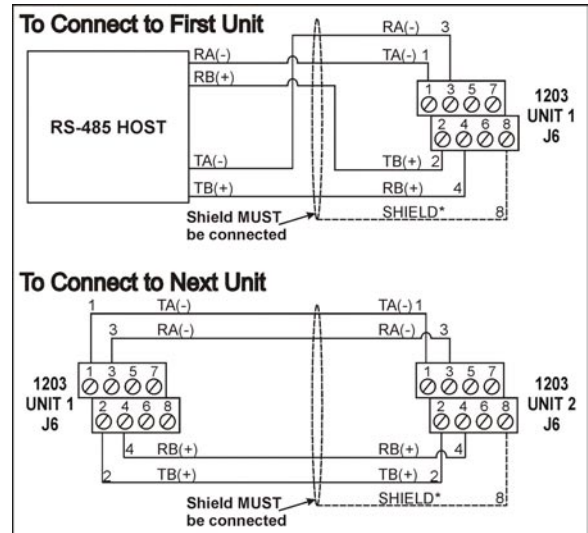 To Connect to First Unit
RA(-) 3
RA(-) TA(-) 1
RB(+)
1 3 5 7
1203
UNIT 1
J6
RS-485 HOST
2 4 6 8
TA(-) TB(+) 2
TB(+) RB(+) 4
SHIELD* 8
Shield MUST
be connected
To Connect to Next Unit
1 TA(-) TA(-) 1
3 RA(-) RA(-) 3
1 3 5 7 1 3 5 7
1203
UNIT 1
J6
1203
UNIT 2
J6
2 4 6 8 2 4 6 8
4 RB(+) RB(+) 4
2 TB(+) TB(+) 2
SHIELD* 8
Shield MUST
be connected